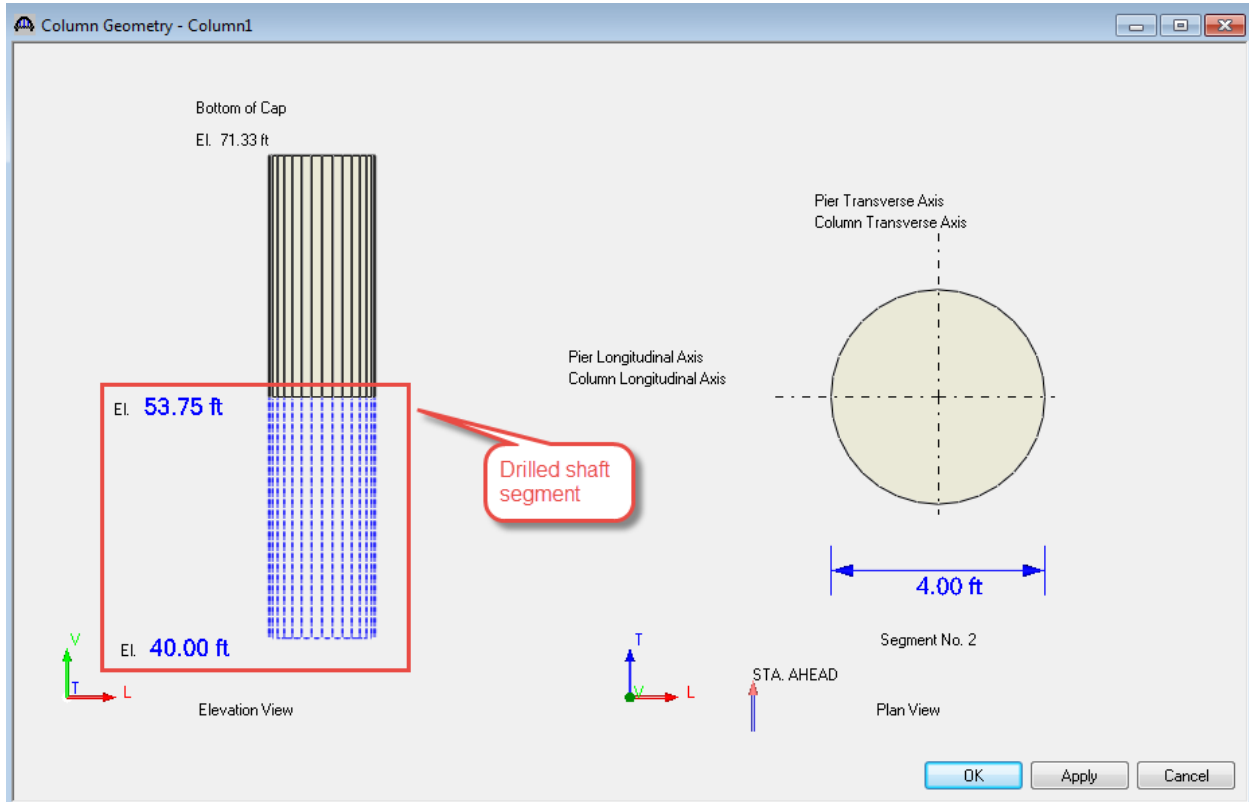 Column Geometry - Column1
Bottom of Cap
El. 71.33 ft
El. 53.75 ft
El. 40.00 ft
V
T
L
Elevation View
Drilled shaft
segment
Pier Transverse Axis
Column Transverse Axis
Pier Longitudinal Axis
Column Longitudinal Axis
4.00 ft
Segment No. 2
T
V
L
STA. AHEAD
Plan View
OK
Apply
Cancel